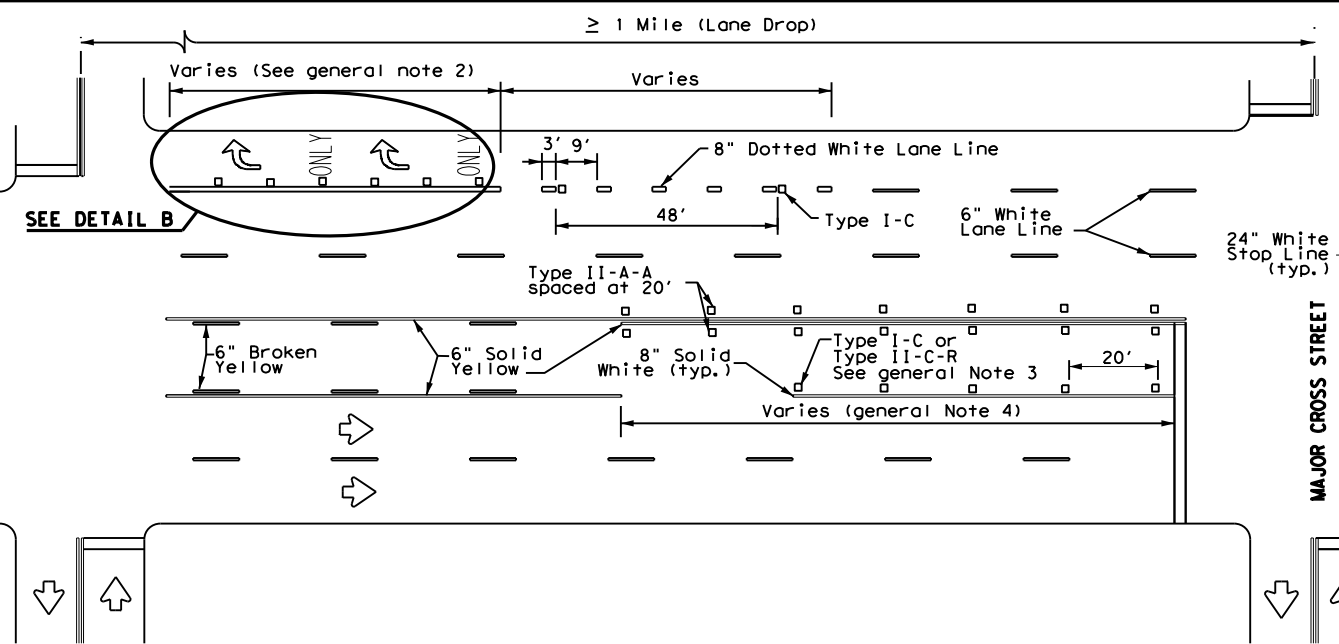 ≥ 1 Mile (Lane Drop)
Varies (See general note 2)
Varies
ONLY
ONLY
3' 9'
8" Dotted White Lane Line
SEE DETAIL B
48'
Type I-C
6" White
Lane Line
24" White
Stop Line
(typ.)
Type II-A-A
spaced at 20'
6" Broken
Yellow
6" Solid
Yellow
8" Solid
White (typ.)
Type I-C or
Type II-C-R
See general Note 3
20'
Varies (general Note 4)
MAJOR CROSS STREET